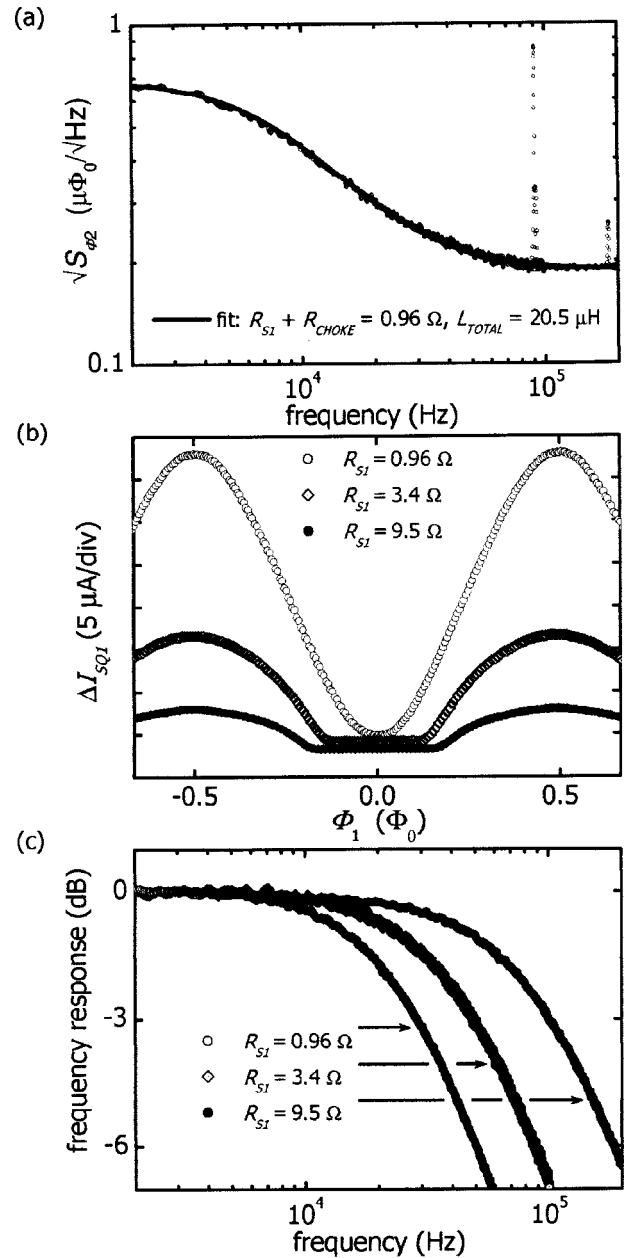 (a)
1
√S_Φ2 (μΦ_0/√Hz)
fit: R_S1 + R_CHOKE = 0.96 Ω, L_TOTAL = 20.5 μH
0.1
10^4
10^5
frequency (Hz)
(b)
R_S1 = 0.96 Ω
R_S1 = 3.4 Ω
R_S1 = 9.5 Ω
ΔI_SQ1 (5 μA/div)
-0.5
0.0
0.5
Φ_1 (Φ_0)
(c)
0
-3
-6
frequency response (dB)
R_S1 = 0.96 Ω
R_S1 = 3.4 Ω
R_S1 = 9.5 Ω
10^4
10^5
frequency (Hz)